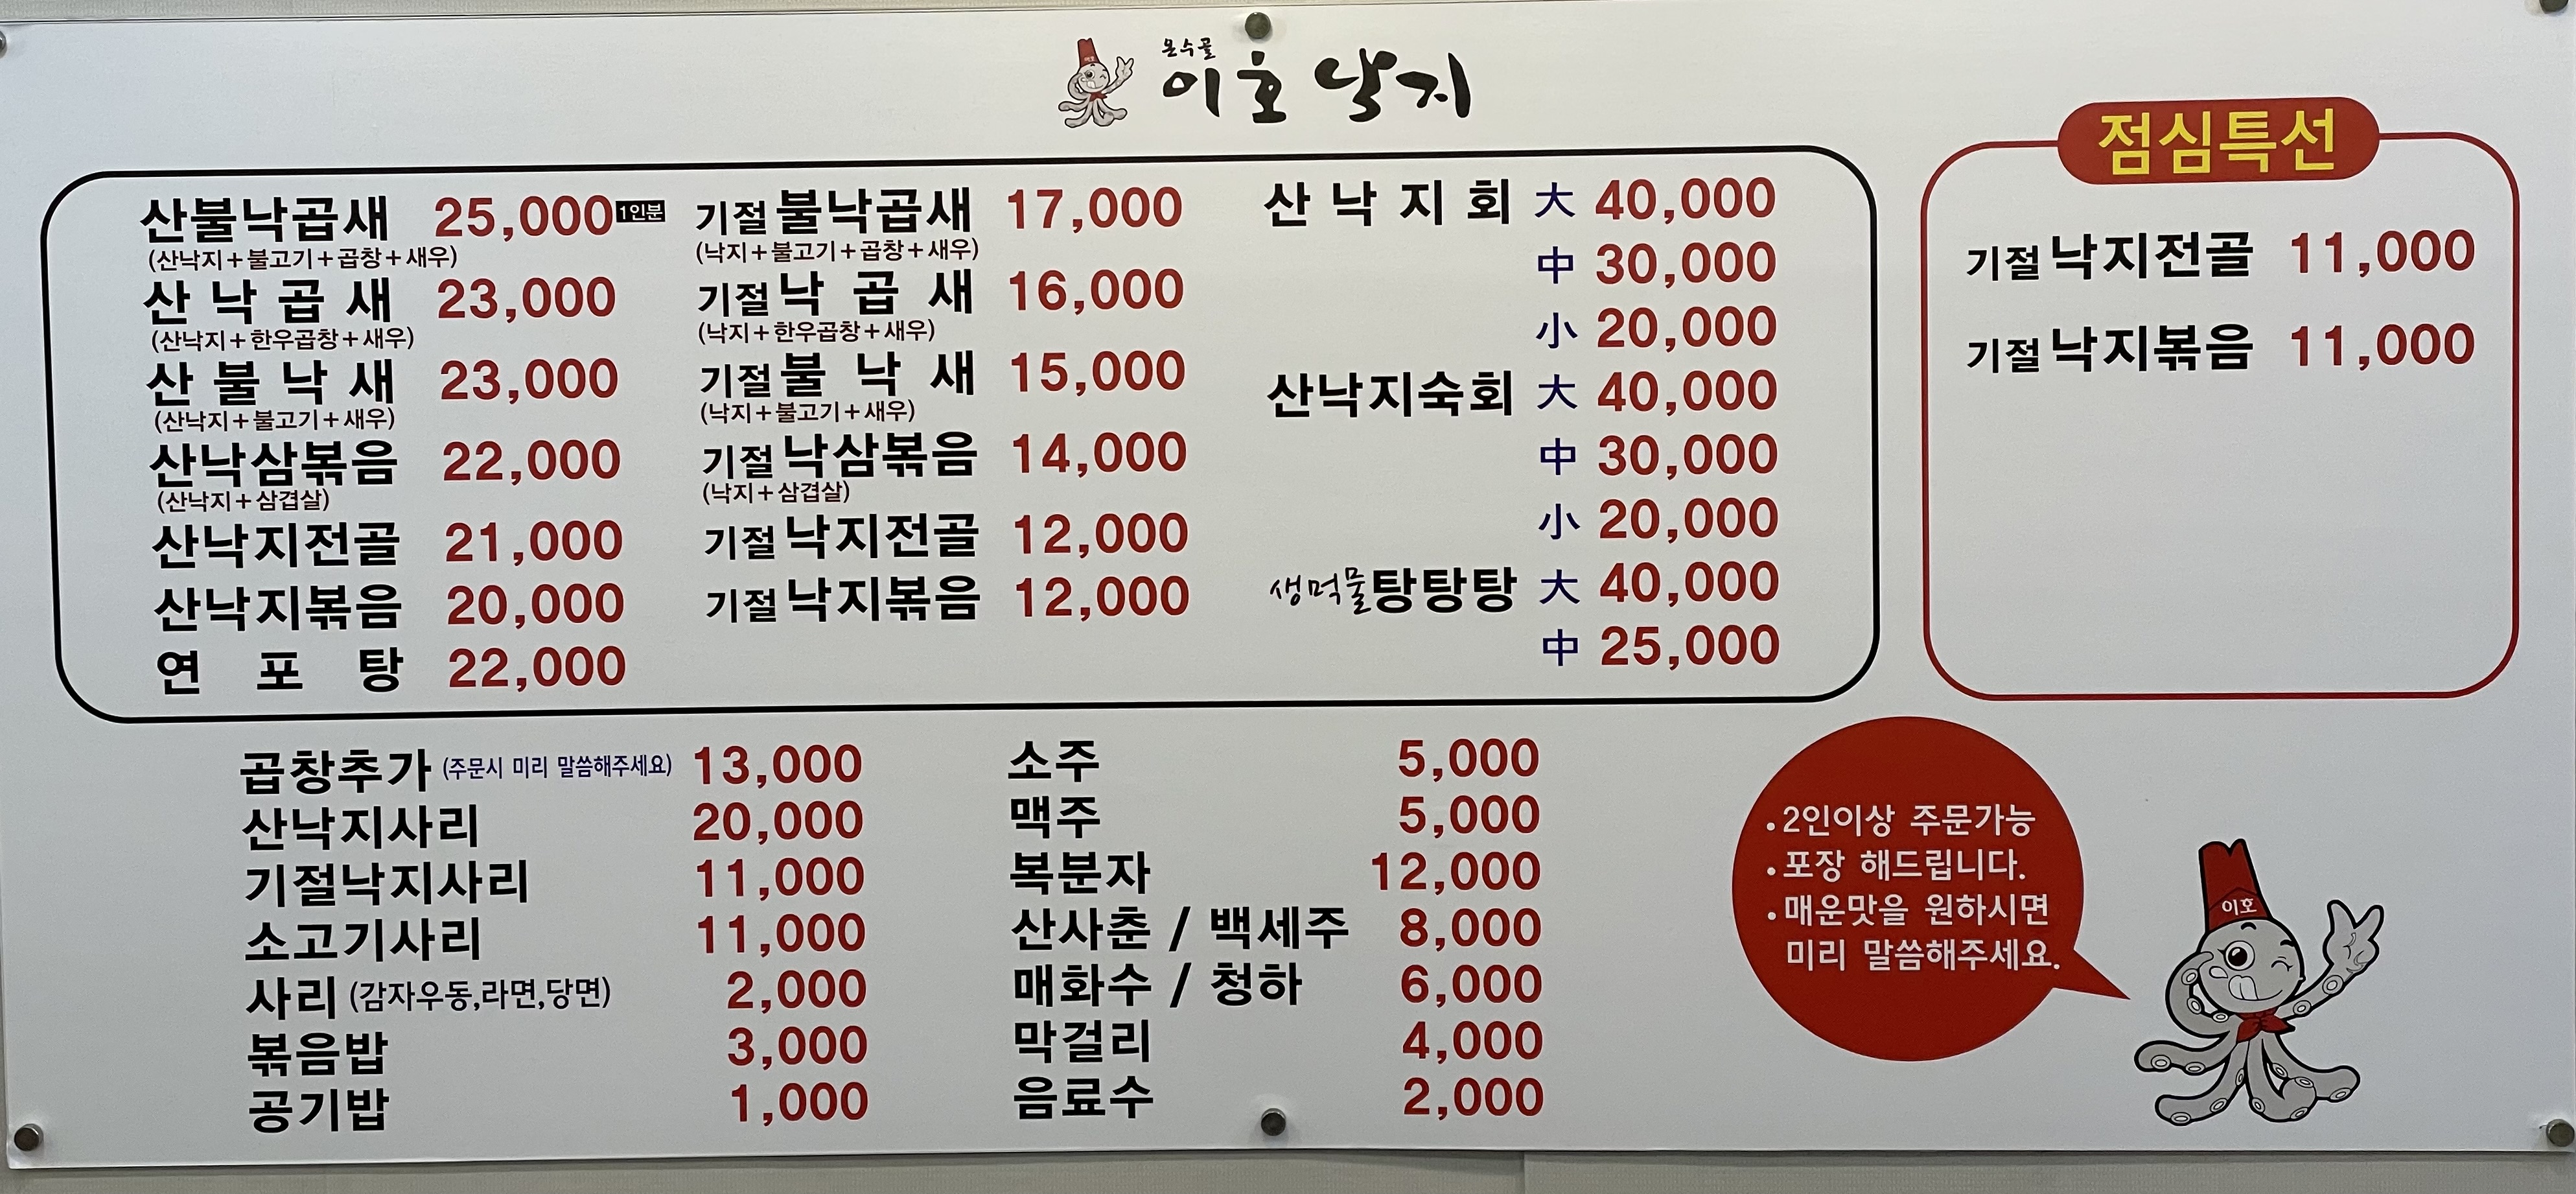 온수골
이호낙지
산불낙곱새 25,000 1인분
(산낙지+불고기+곱창+새우)
산낙곱새 23,000
(산낙지+한우곱창+새우)
산불낙새 23,000
(산낙지+불고기+새우)
산낙삼볶음 22,000
(산낙지+삼겹살)
산낙지전골 21,000
산낙지볶음 20,000
연포탕 22,000
기절불낙곱새 17,000
(낙지+불고기+곱창+새우)
기절낙곱새 16,000
(낙지+한우곱창+새우)
기절불낙새 15,000
(낙지+불고기+새우)
기절낙삼볶음 14,000
(낙지+삼겹살)
기절낙지전골 12,000
기절낙지볶음 12,000
산낙지회 大 40,000
中 30,000
小 20,000
산낙지숙회 大 40,000
中 30,000
小 20,000
생먹물탕탕탕 大 40,000
中 25,000
점심특선
기절낙지전골 11,000
기절낙지볶음 11,000
곱창추가 (주문시 미리 말씀해주세요) 13,000
산낙지사리 20,000
기절낙지사리 11,000
소고기사리 11,000
사리 (감자우동,라면,당면) 2,000
볶음밥 3,000
공기밥 1,000
소주 5,000
맥주 5,000
복분자 12,000
산사춘 / 백세주 8,000
매화수 / 청하 6,000
막걸리 4,000
음료수 2,000
•2인이상 주문가능
•포장 해드립니다.
•매운맛을 원하시면
미리 말씀해주세요.
이호